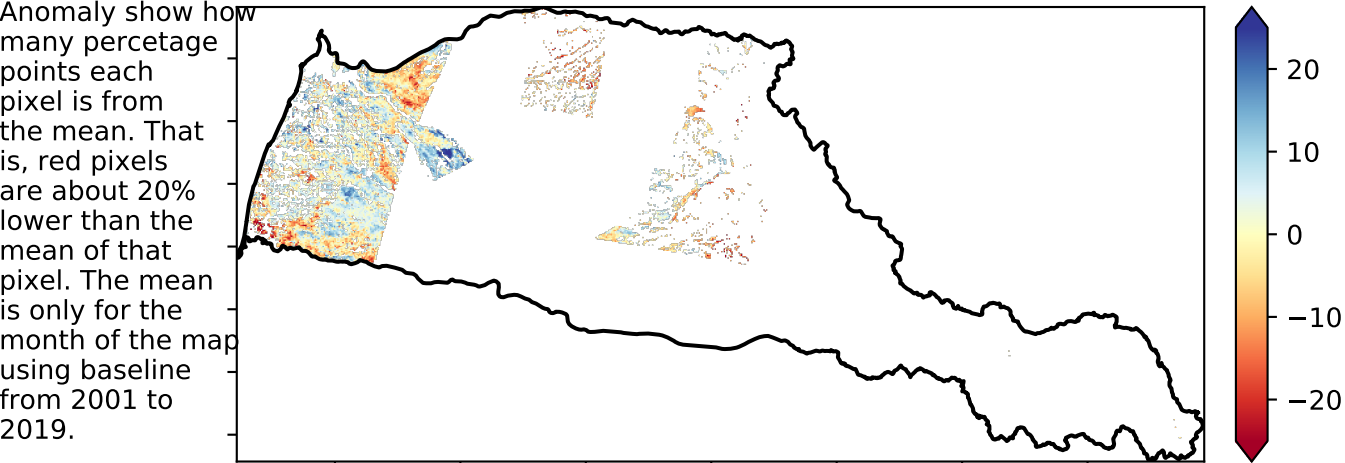 Anomaly show how
many percetage
points each
pixel is from
the mean. That
is, red pixels
are about 20%
lower than the
mean of that
pixel. The mean
is only for the
month of the map
using baseline
from 2001 to
2019.
20
10
0
−10
−20